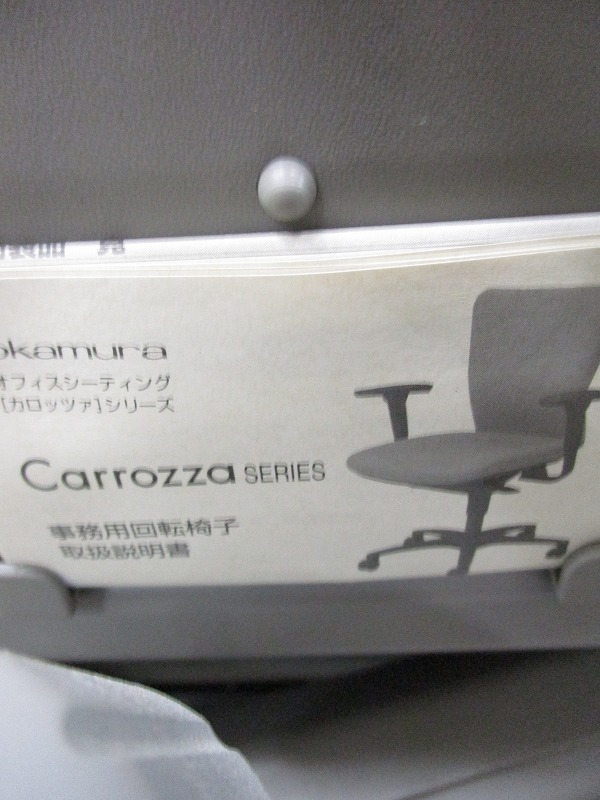 okamura
オフィスシーティング
[カロッツァ]シリーズ
Carrozza SERIES
事務用回転椅子
取扱説明書